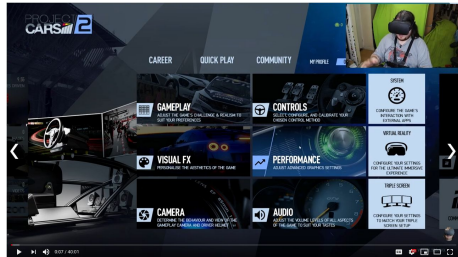 PROJECT
CARS 2
CAREER
QUICK PLAY
COMMUNITY
MY PROFILE
GAMEPLAY
ADJUST THE GAME'S CHALLENGE & REALISM TO
SUIT YOUR PREFERENCES
CONTROLS
SELECT, CONFIGURE, AND CALIBRATE YOUR
CHOSEN CONTROL METHOD
SYSTEM
CONFIGURE THE GAME'S
INTERACTION WITH
EXTERNAL APPS
VISUAL FX
PERSONALISE THE AESTHETICS OF THE GAME
PERFORMANCE
ADJUST ADVANCED GRAPHICS SETTINGS
VIRTUAL REALITY
CONFIGURE YOUR SETTINGS
FOR THE ULTIMATE IMMERSIVE
EXPERIENCE
CAMERA
DETERMINE THE BEHAVIOUR AND VIEW OF THE
GAMEPLAY CAMERA AND DRIVER HELMET
AUDIO
ADJUST THE VOLUME LEVELS OF ALL ASPECTS
OF THE GAME TO SUIT YOUR TASTES
TRIPLE SCREEN
CONFIGURE YOUR SETTINGS
TO MATCH YOUR TRIPLE
SCREEN SETUP
0:07 / 40:01